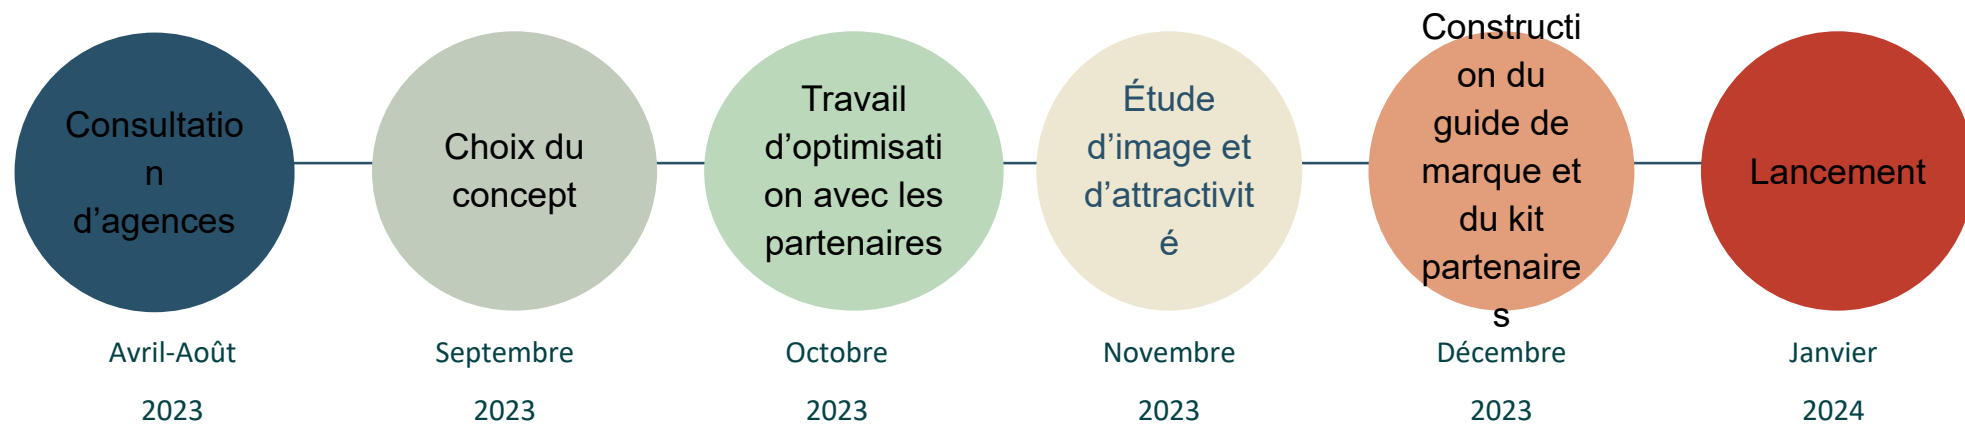 Consultatio
n
d’agences
Choix du
concept
Travail
d’optimisati
on avec les
partenaires
Étude
d’image et
d’attractivit
é
Constructi
on du
guide de
marque et
du kit
partenaire
s
Lancement
Avril-Août
2023
Septembre
2023
Octobre
2023
Novembre
2023
Décembre
2023
Janvier
2024